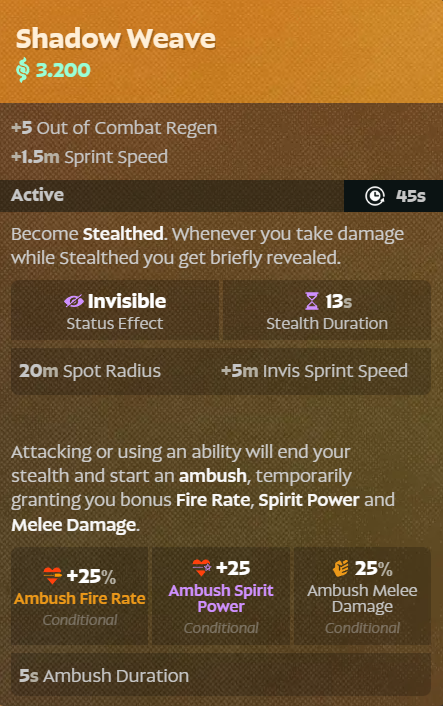 Shadow Weave
3.200
+5 Out of Combat Regen
+1.5m Sprint Speed
Active 45s
Become Stealthed. Whenever you take damage
while Stealthed you get briefly revealed.
Invisible 13s
Status Effect Stealth Duration
20m Spot Radius +5m Invis Sprint Speed
Attacking or using an ability will end your
stealth and start an ambush, temporarily
granting you bonus Fire Rate, Spirit Power and
Melee Damage.
+25% +25 25%
Ambush Fire Rate Ambush Spirit Ambush Melee
Power Damage
Conditional Conditional Conditional
5s Ambush Duration